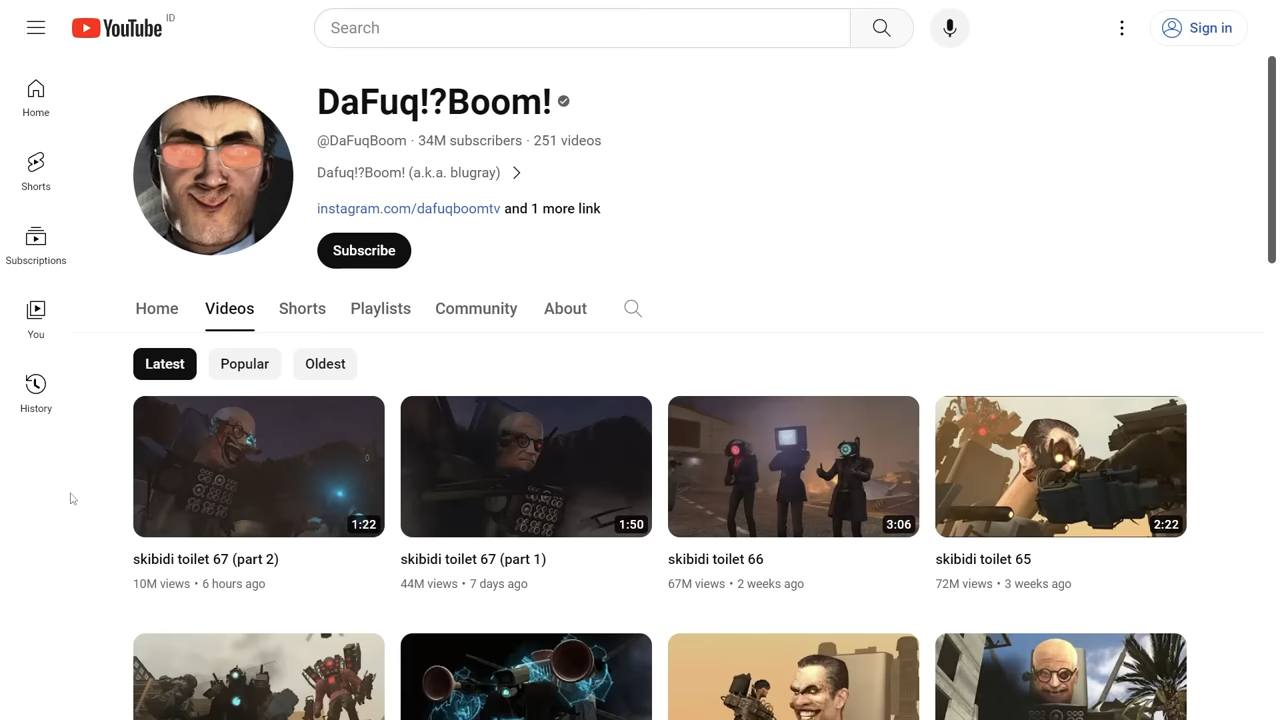 YouTube ID
Search
Sign in
Home
Shorts
Subscriptions
You
History
DaFuq!?Boom!
@DaFuqBoom · 34M subscribers · 251 videos
Dafuq!?Boom! (a.k.a. blugray)
instagram.com/dafuqboomtv and 1 more link
Subscribe
Home Videos Shorts Playlists Community About
Latest Popular Oldest
1:22 1:50 3:06 2:22
skibidi toilet 67 (part 2) skibidi toilet 67 (part 1) skibidi toilet 66 skibidi toilet 65
10M views • 6 hours ago 44M views • 7 days ago 67M views • 2 weeks ago 72M views • 3 weeks ago